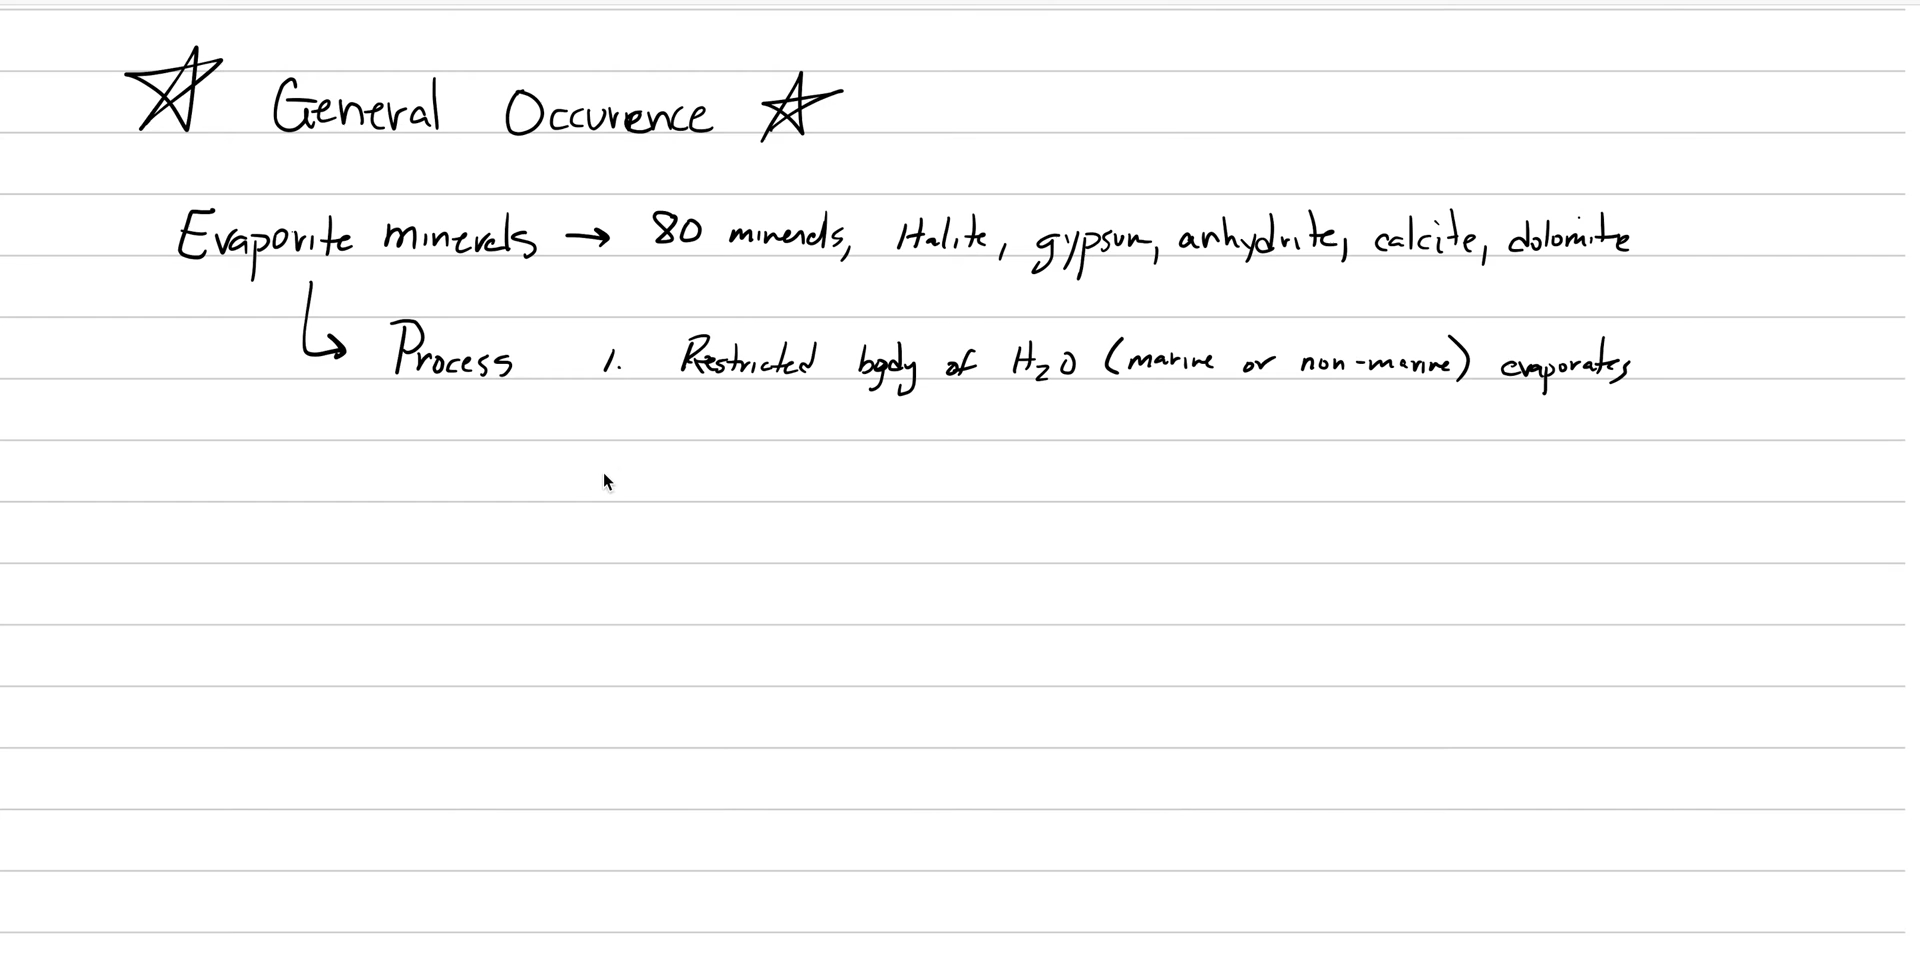 General Occurence
Evaporite minerals → 80 minerals, Halite, gypsum, anhydrite, calcite, dolomite
Process 1. Restricted body of H₂O (marine or non-marine) evaporates